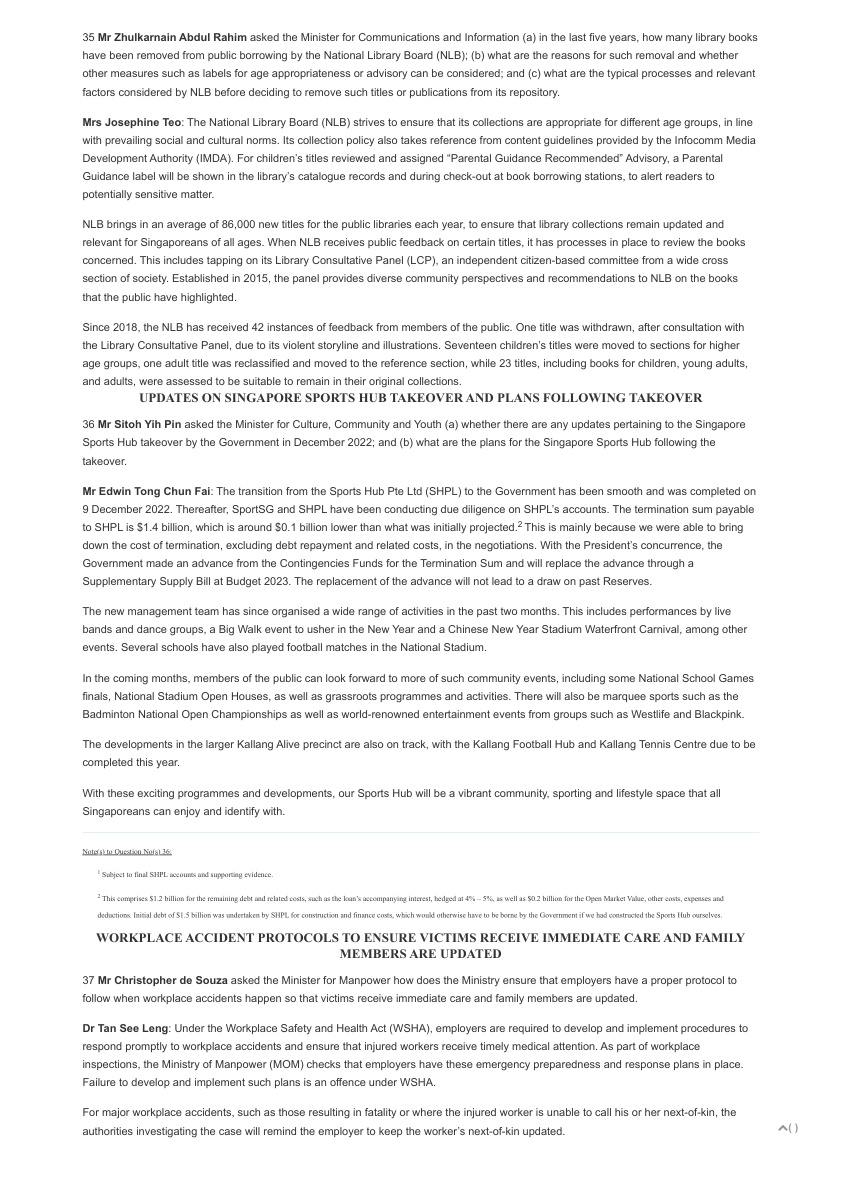 35 Mr Zhulkarnain Abdul Rahim asked the Minister for Communications and Information (a) in the last five years, how many library books
have been removed from public borrowing by the National Library Board (NLB); (b) what are the reasons for such removal and whether
other measures such as labels for age appropriateness or advisory can be considered; and (c) what are the typical processes and relevant
factors considered by NLB before deciding to remove such titles or publications from its repository.
Mrs Josephine Teo: The National Library Board (NLB) strives to ensure that its collections are appropriate for different age groups, in line
with prevailing social and cultural norms. Its collection policy also takes reference from content guidelines provided by the Infocomm Media
Development Authority (IMDA). For children's titles reviewed and assigned “Parental Guidance Recommended” Advisory, a Parental
Guidance label will be shown in the library's catalogue records and during check-out at book borrowing stations, to alert readers to
potentially sensitive matter.
NLB brings in an average of 86,000 new titles for the public libraries each year, to ensure that library collections remain updated and
relevant for Singaporeans of all ages. When NLB receives public feedback on certain titles, it has processes in place to review the books
concerned. This includes tapping on its Library Consultative Panel (LCP), an independent citizen-based committee from a wide cross
section of society. Established in 2015, the panel provides diverse community perspectives and recommendations to NLB on the books
that the public have highlighted.
Since 2018, the NLB has received 42 instances of feedback from members of the public. One title was withdrawn, after consultation with
the Library Consultative Panel, due to its violent storyline and illustrations. Seventeen children's titles were moved to sections for higher
age groups, one adult title was reclassified and moved to the reference section, while 23 titles, including books for children, young adults,
and adults, were assessed to be suitable to remain in their original collections.
UPDATES ON SINGAPORE SPORTS HUB TAKEOVER AND PLANS FOLLOWING TAKEOVER
36 Mr Sitoh Yih Pin asked the Minister for Culture, Community and Youth (a) whether there are any updates pertaining to the Singapore
Sports Hub takeover by the Government in December 2022; and (b) what are the plans for the Singapore Sports Hub following the
takeover.
Mr Edwin Tong Chun Fai: The transition from the Sports Hub Pte Ltd (SHPL) to the Government has been smooth and was completed on
9 December 2022. Thereafter, SportSG and SHPL have been conducting due diligence on SHPL's accounts. The termination sum payable
to SHPL is $1.4 billion, which is around $0.1 billion lower than what was initially projected.2 This is mainly because we were able to bring
down the cost of termination, excluding debt repayment and related costs, in the negotiations. With the President's concurrence, the
Government made an advance from the Contingencies Funds for the Termination Sum and will replace the advance through a
Supplementary Supply Bill at Budget 2023. The replacement of the advance will not lead to a draw on past Reserves.
The new management team has since organised a wide range of activities in the past two months. This includes performances by live
bands and dance groups, a Big Walk event to usher in the New Year and a Chinese New Year Stadium Waterfront Carnival, among other
events. Several schools have also played football matches in the National Stadium.
In the coming months, members of the public can look forward to more of such community events, including some National School Games
finals, National Stadium Open Houses, as well as grassroots programmes and activities. There will also be marquee sports such as the
Badminton National Open Championships as well as world-renowned entertainment events from groups such as Westlife and Blackpink.
The developments in the larger Kallang Alive precinct are also on track, with the Kallang Football Hub and Kallang Tennis Centre due to be
completed this year.
With these exciting programmes and developments, our Sports Hub will be a vibrant community, sporting and lifestyle space that all
Singaporeans can enjoy and identify with.
Note(s) to Question No(s) 36:
1 Subject to final SHPL accounts and supporting evidence.
2 This comprises $1.2 billion for the remaining debt and related costs, such as the loan's accompanying interest, hedged at 4% – 5%, as well as $0.2 billion for the Open Market Value, other costs, expenses and
deductions. Initial debt of $1.5 billion was undertaken by SHPL for construction and finance costs, which would otherwise have to be borne by the Government if we had constructed the Sports Hub ourselves.
WORKPLACE ACCIDENT PROTOCOLS TO ENSURE VICTIMS RECEIVE IMMEDIATE CARE AND FAMILY
MEMBERS ARE UPDATED
37 Mr Christopher de Souza asked the Minister for Manpower how does the Ministry ensure that employers have a proper protocol to
follow when workplace accidents happen so that victims receive immediate care and family members are updated.
Dr Tan See Leng: Under the Workplace Safety and Health Act (WSHA), employers are required to develop and implement procedures to
respond promptly to workplace accidents and ensure that injured workers receive timely medical attention. As part of workplace
inspections, the Ministry of Manpower (MOM) checks that employers have these emergency preparedness and response plans in place.
Failure to develop and implement such plans is an offence under WSHA.
For major workplace accidents, such as those resulting in fatality or where the injured worker is unable to call his or her next-of-kin, the
authorities investigating the case will remind the employer to keep the worker's next-of-kin updated.
( )